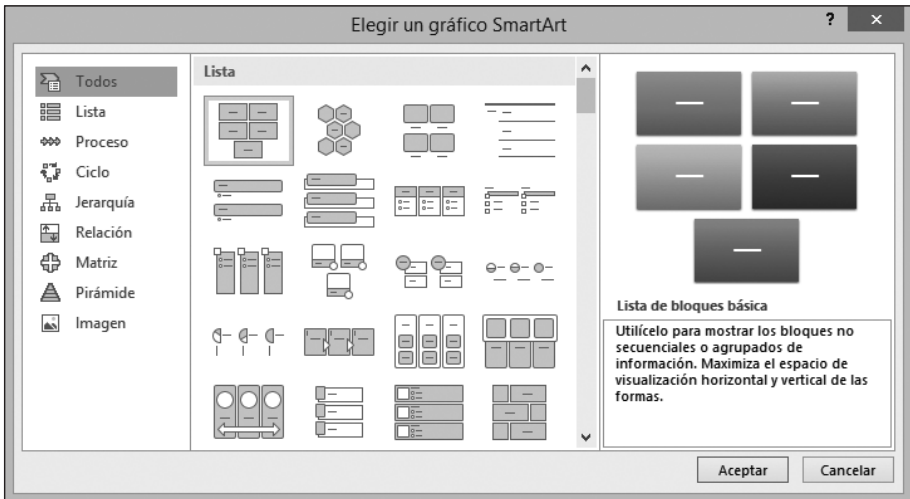 Elegir un gráfico SmartArt
?
×
Todos
Lista
Proceso
Ciclo
Jerarquía
Relación
Matriz
Pirámide
Imagen
Lista
Lista de bloques básica
Utilícelo para mostrar los bloques no
secuenciales o agrupados de
información. Maximiza el espacio de
visualización horizontal y vertical de las
formas.
Aceptar
Cancelar